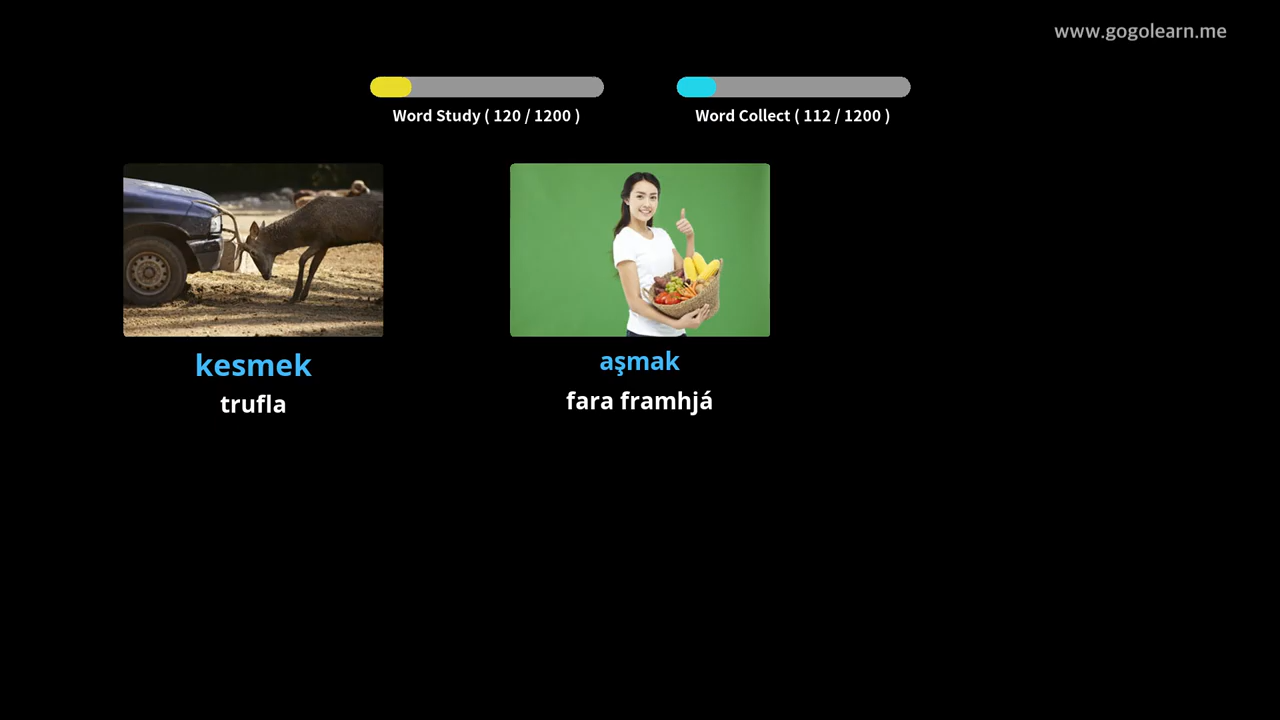 www.gogolearn.me
Word Study ( 120 / 1200 )
Word Collect ( 112 / 1200 )
kesmek
trufla
aşmak
fara framhjá